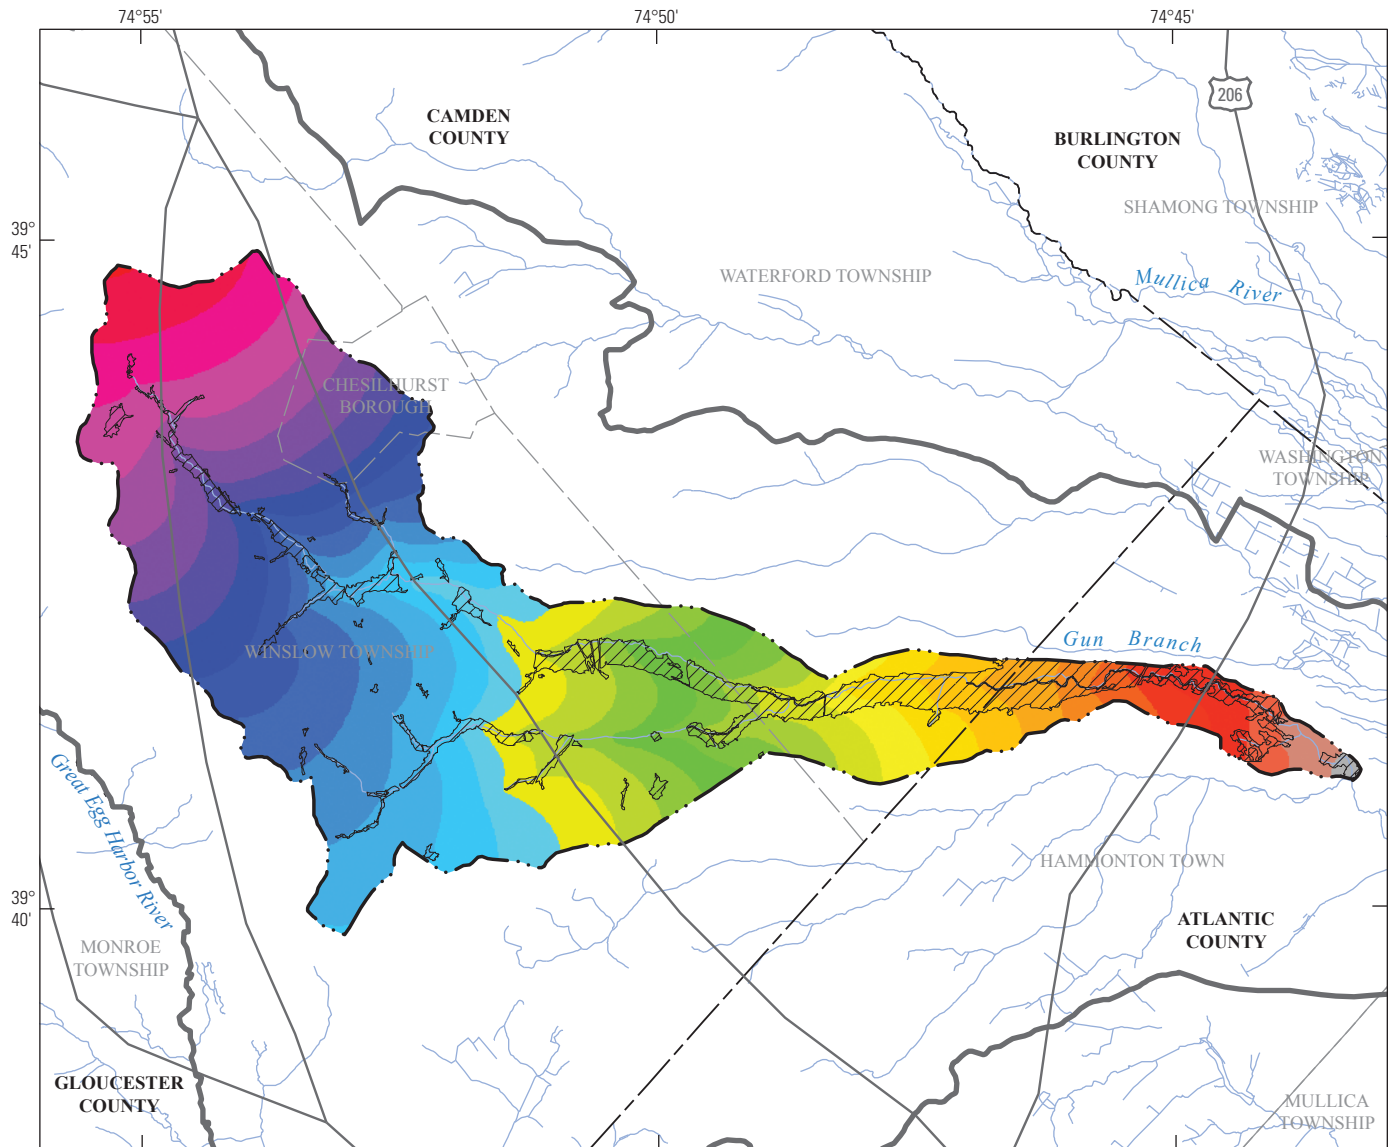 74°55'
74°50'
74°45'
206
CAMDEN
COUNTY
BURLINGTON
COUNTY
SHAMONG TOWNSHIP
39°
45'
WATERFORD TOWNSHIP
Mullica River
CHESILHURST
BOROUGH
WASHINGTON
TOWNSHIP
Gun Branch
WINSLOW TOWNSHIP
Great Egg Harbor River
HAMMONTON TOWN
39°
40'
ATLANTIC
COUNTY
MONROE
TOWNSHIP
GLOUCESTER
COUNTY
MULLICA
TOWNSHIP